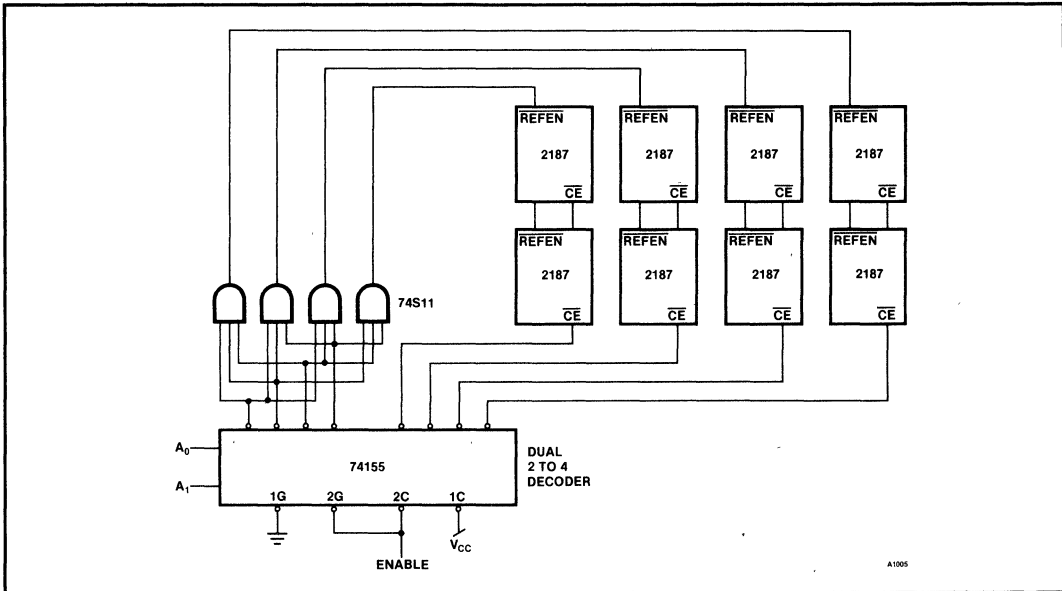 REFEN REFEN REFEN REFEN
2187 2187 2187 2187
CE CE CE CE
REFEN REFEN REFEN REFEN
2187 2187 2187 2187
CE CE CE CE
74S11
A0
A1
74155
1G 2G 2C 1C
DUAL
2 TO 4
DECODER
VCC
ENABLE
A1005